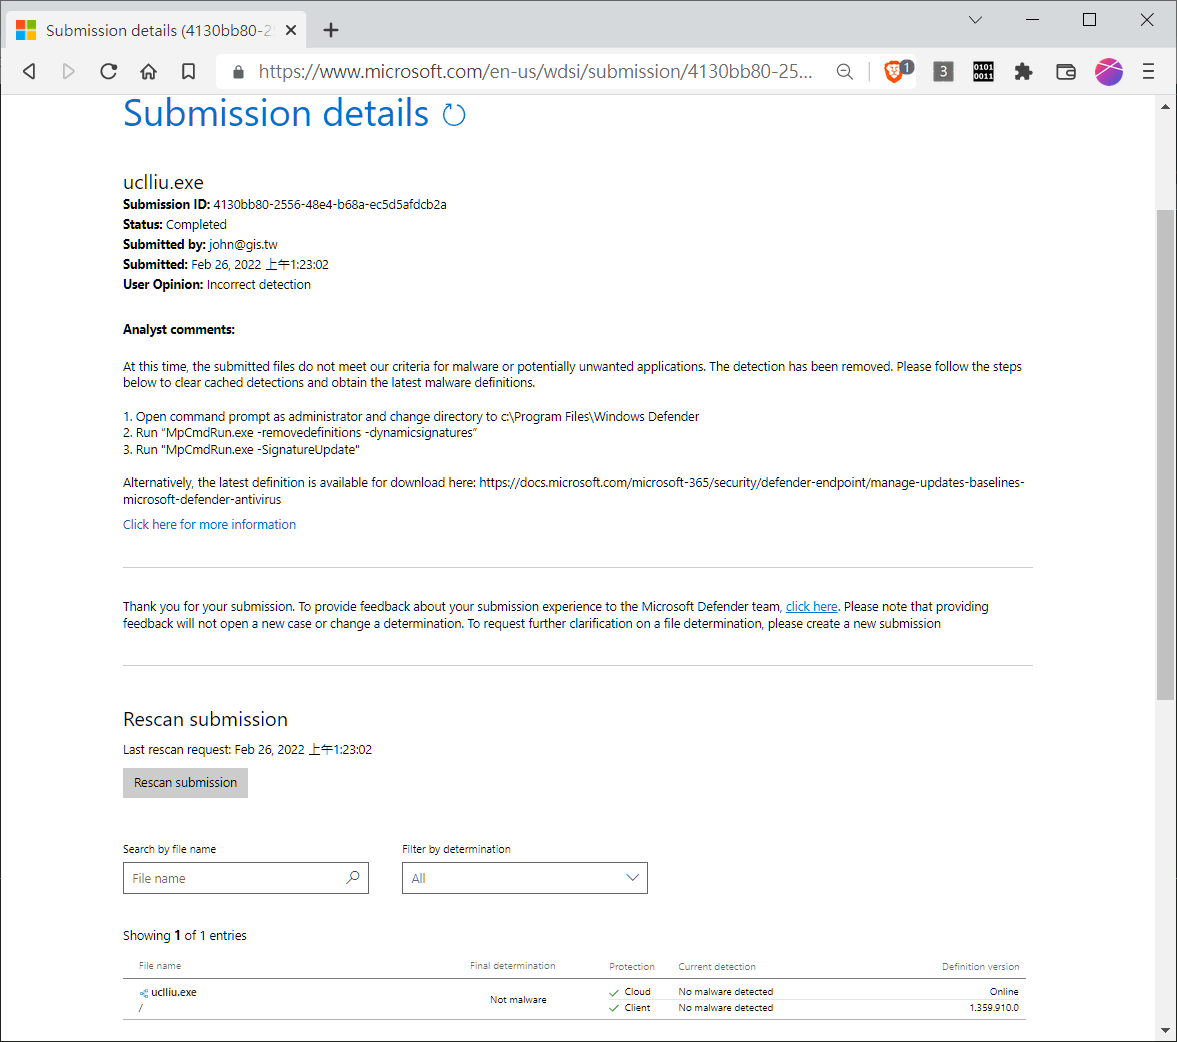 Submission details (4130bb80-2
https://www.microsoft.com/en-us/wdsi/submission/4130bb80-25...
1
3
0101
0011
Submission details
uclliu.exe
Submission ID: 4130bb80-2556-48e4-b68a-ec5d5afdcb2a
Status: Completed
Submitted by: john@gis.tw
Submitted: Feb 26, 2022 上午1:23:02
User Opinion: Incorrect detection
Analyst comments:
At this time, the submitted files do not meet our criteria for malware or potentially unwanted applications. The detection has been removed. Please follow the steps
below to clear cached detections and obtain the latest malware definitions.
1. Open command prompt as administrator and change directory to c:\Program Files\Windows Defender
2. Run “MpCmdRun.exe -removedefinitions -dynamicsignatures”
3. Run "MpCmdRun.exe -SignatureUpdate"
Alternatively, the latest definition is available for download here: https://docs.microsoft.com/microsoft-365/security/defender-endpoint/manage-updates-baselines-
microsoft-defender-antivirus
Click here for more information
Thank you for your submission. To provide feedback about your submission experience to the Microsoft Defender team, click here. Please note that providing
feedback will not open a new case or change a determination. To request further clarification on a file determination, please create a new submission
Rescan submission
Last rescan request: Feb 26, 2022 上午1:23:02
Rescan submission
Search by file name Filter by determination
File name All
Showing 1 of 1 entries
File name Final determination Protection Current detection Definition version
uclliu.exe Not malware Cloud No malware detected Online
/ Client No malware detected 1.359.910.0